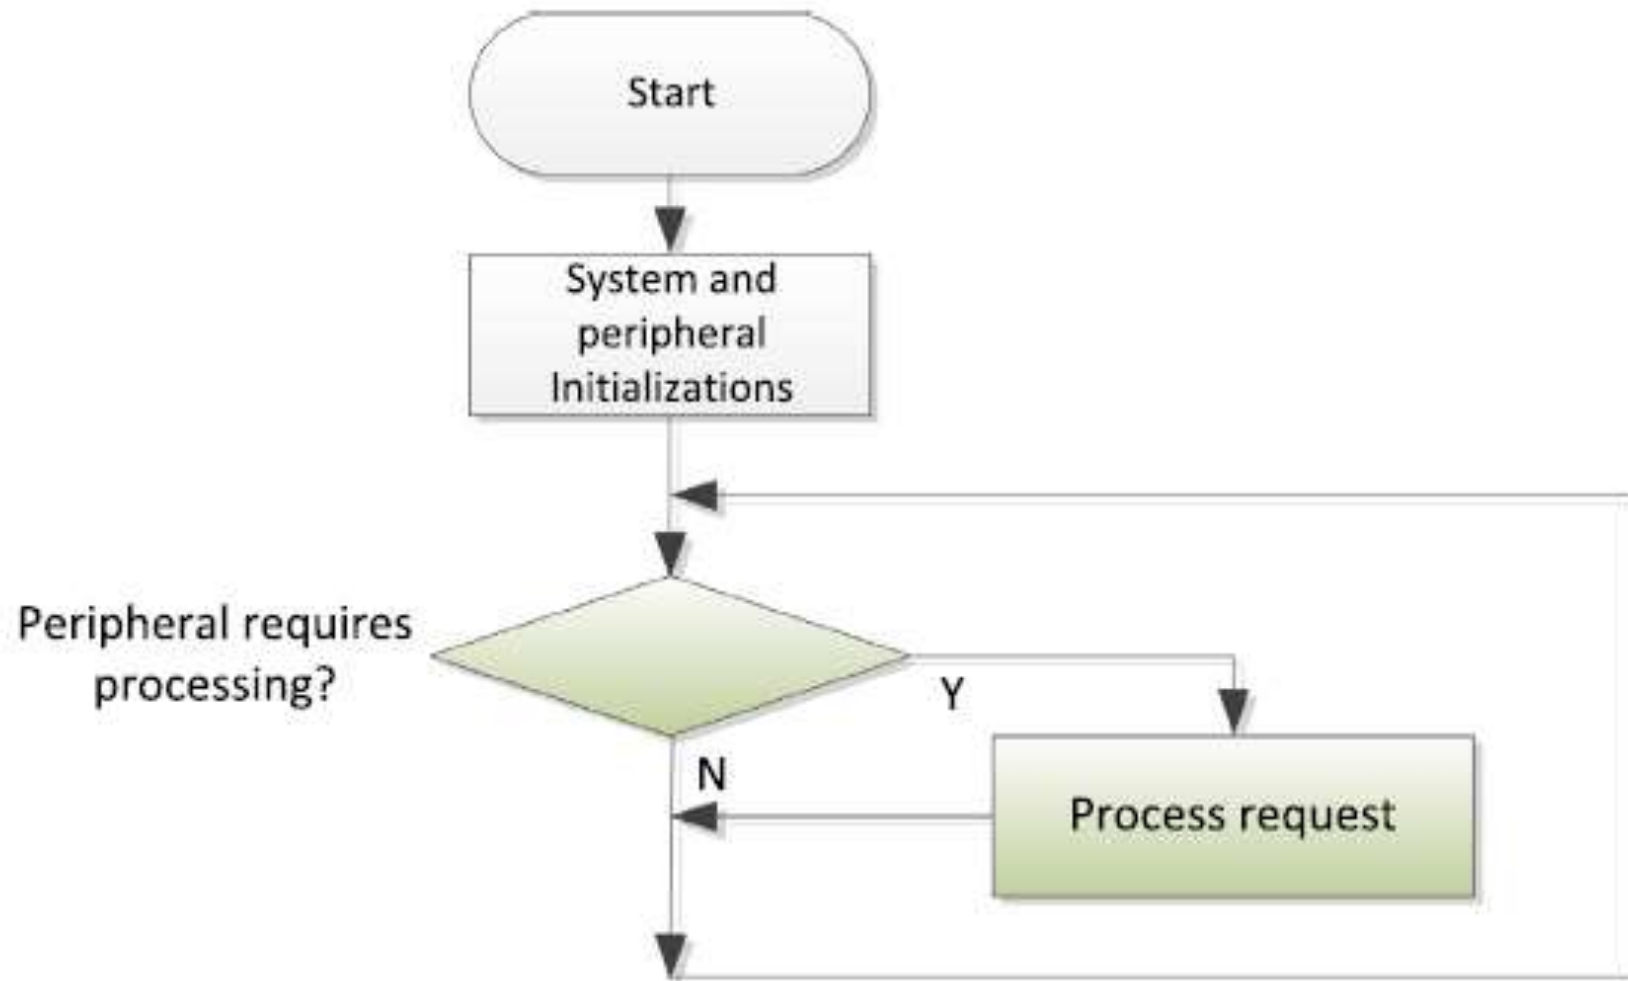 Start
System and
peripheral
Initializations
Peripheral requires
processing?
Y
N
Process request